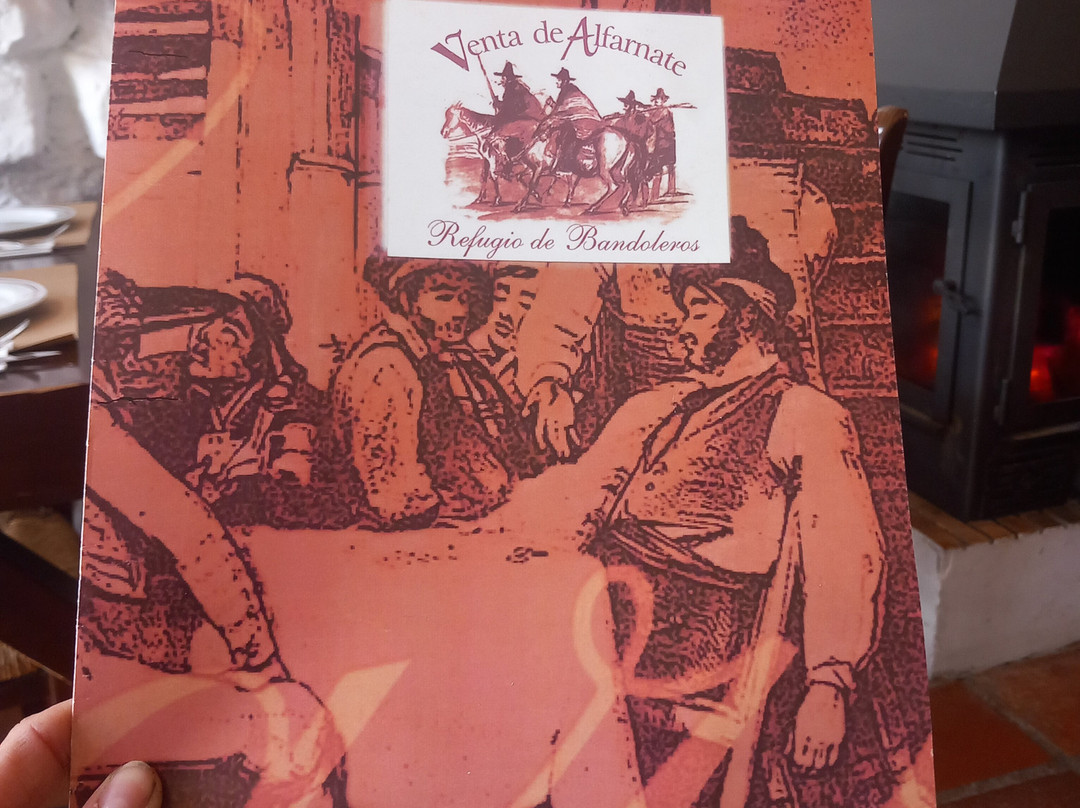 Venta de Alfarnate
Refugio de Bandoleros